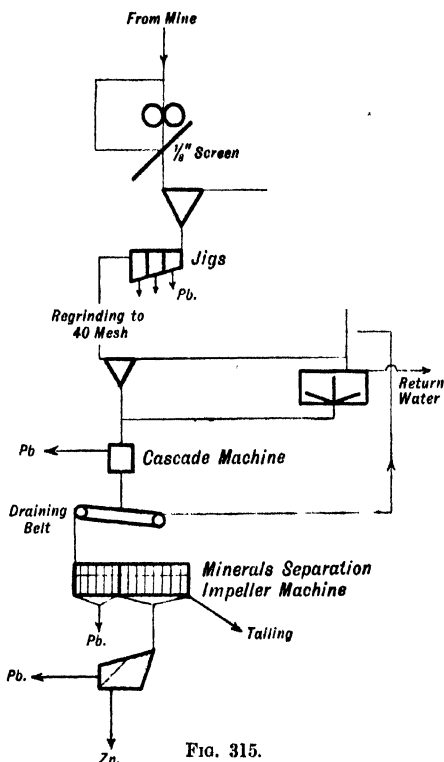 From Mine
1/8" Screen
Jigs
Pb.
Regrinding to
40 Mesh
Return
Water
Pb
Cascade Machine
Draining
Belt
Minerals Separation
Impeller Machine
Pb.
Tailing
Pb.
Zn.
FIG. 315.